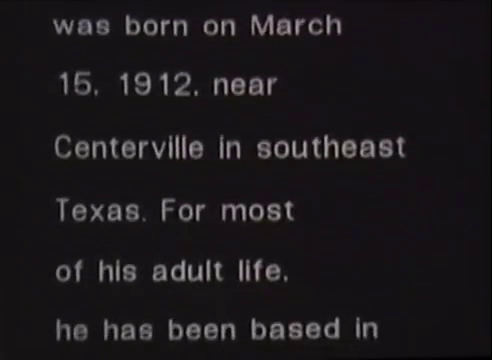 was born on March
15, 1912, near
Centerville in southeast
Texas. For most
of his adult life,
he has been based in